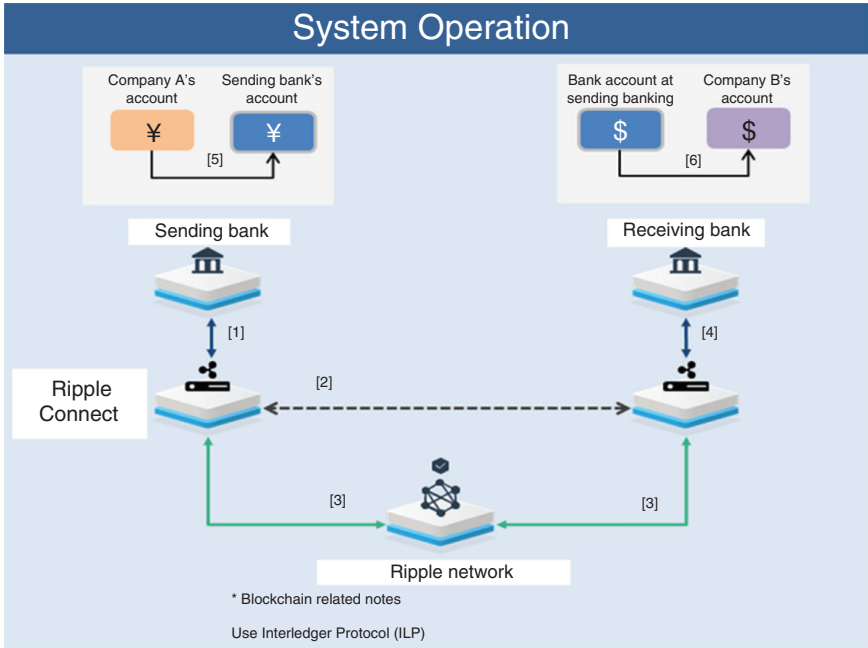 System Operation
Company A's
account
Sending bank's
account
¥
¥
[5]
Bank account at
sending banking
Company B's
account
$
$
[6]
Sending bank
Receiving bank
[1]
[4]
Ripple
Connect
[2]
[3]
[3]
Ripple network
* Blockchain related notes
Use Interledger Protocol (ILP)